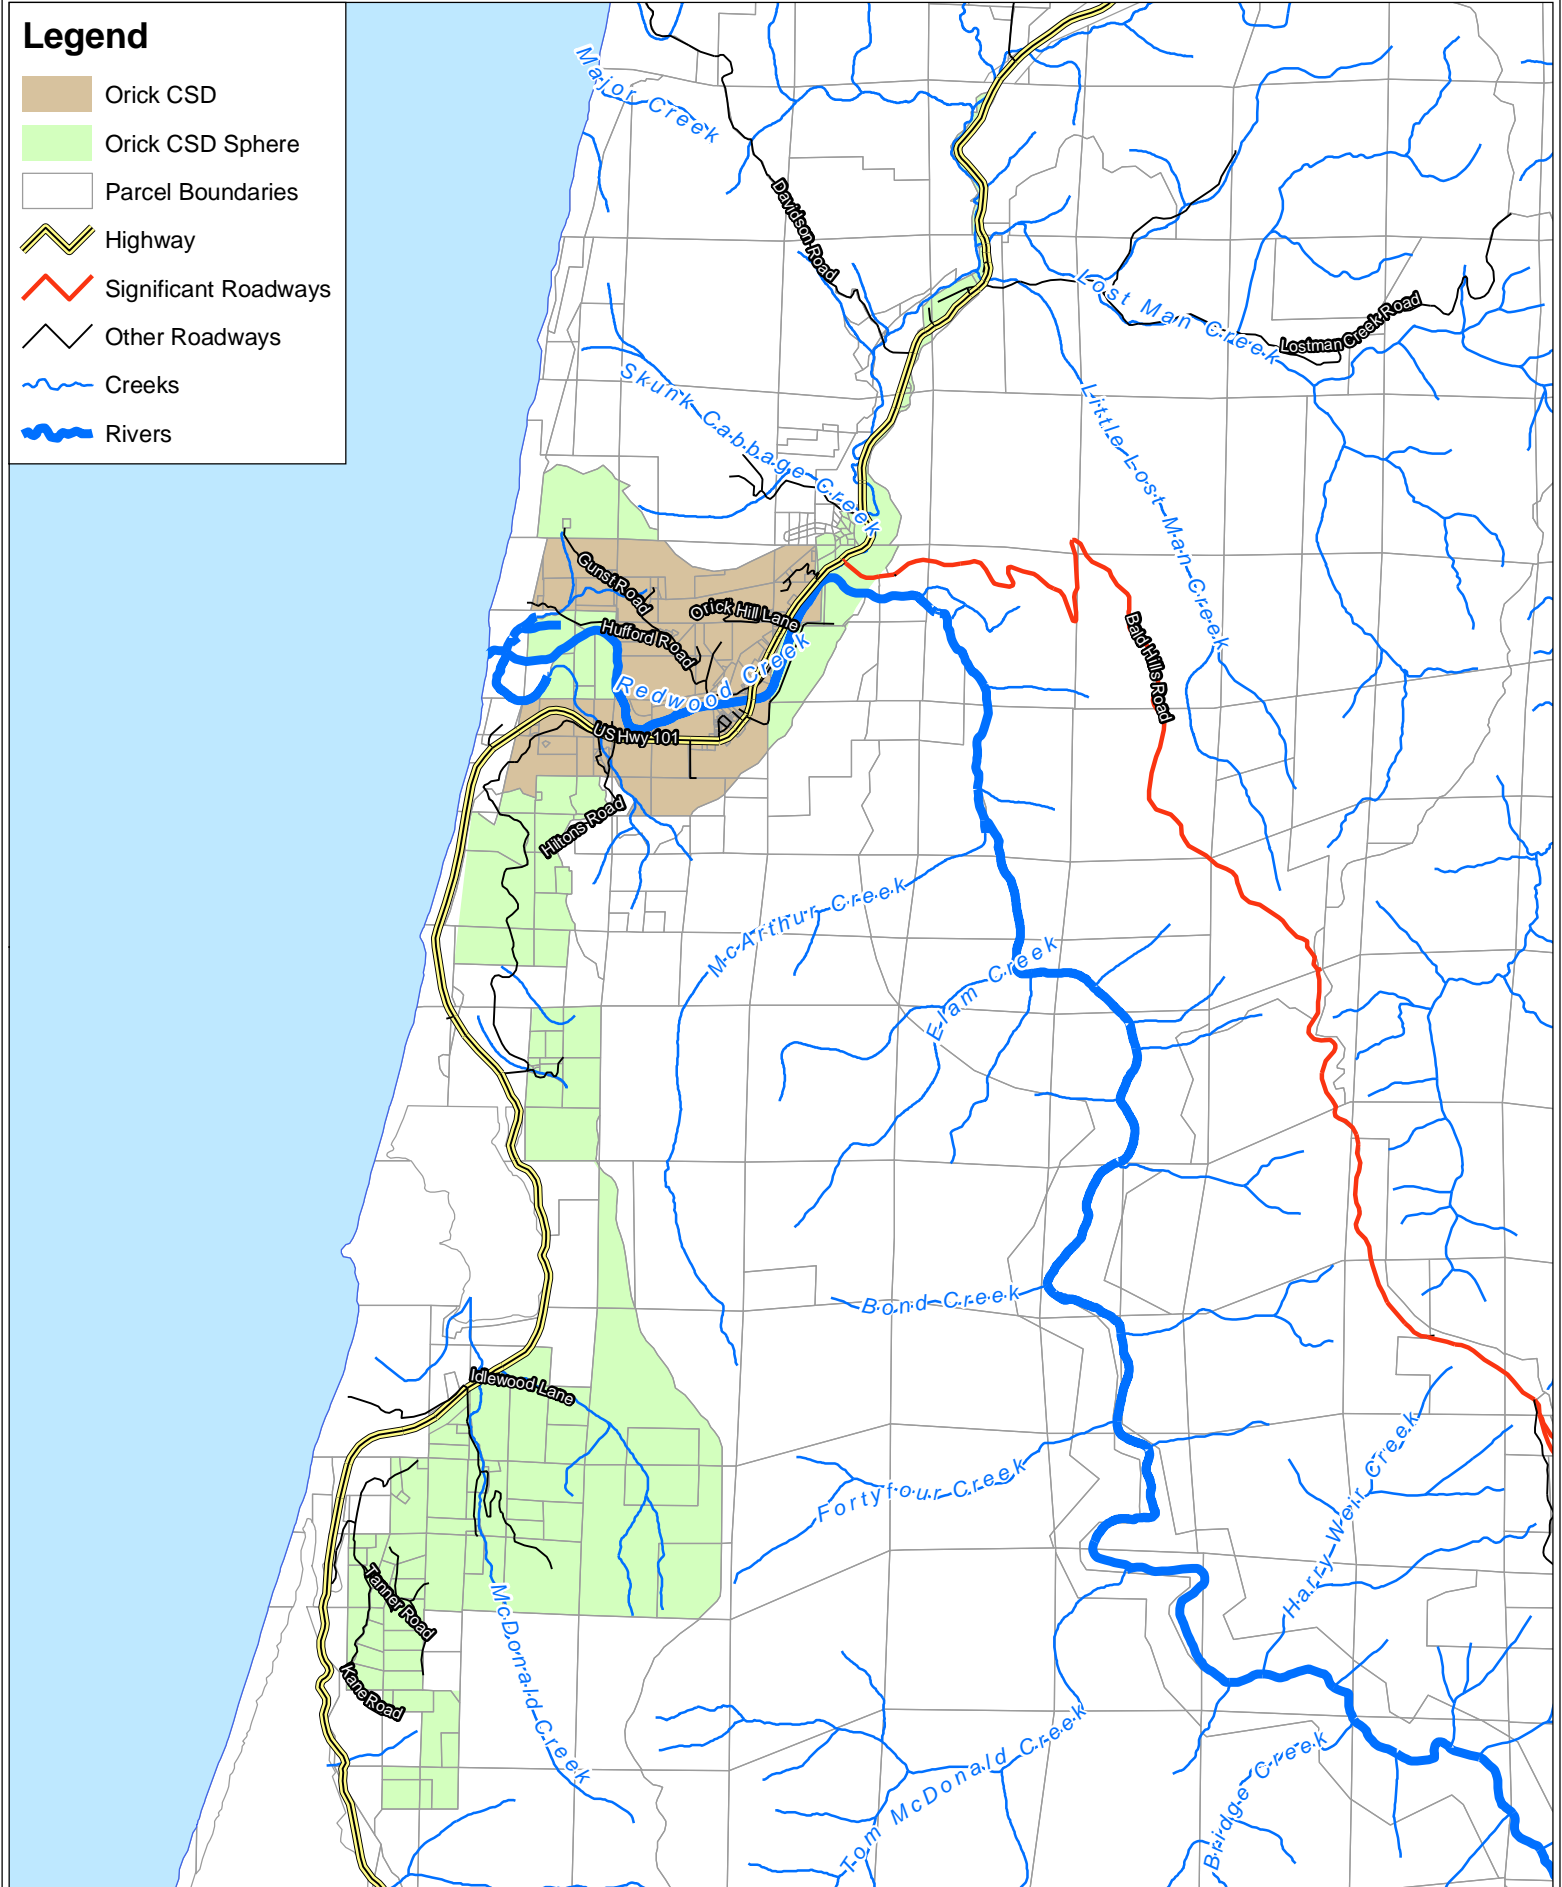 Legend
Orick CSD
Orick CSD Sphere
Parcel Boundaries
Highway
Significant Roadways
Other Roadways
Creeks
Rivers
Major Creek
Davidson Road
Lost Man Creek
Lostman Creek Road
Skunk Cabbage Creek
Little Lost Man Creek
Gunst Road
Orick Hill Lane
Hufford Road
Redwood Creek
Bald Hills Road
US Hwy 101
Hiltons Road
McArthur Creek
Elam Creek
Bond Creek
Idlewood Lane
Fortyfour Creek
Harry Weir Creek
Tanner Road
McDonald Creek
Kane Road
Tom McDonald Creek
Bridge Creek